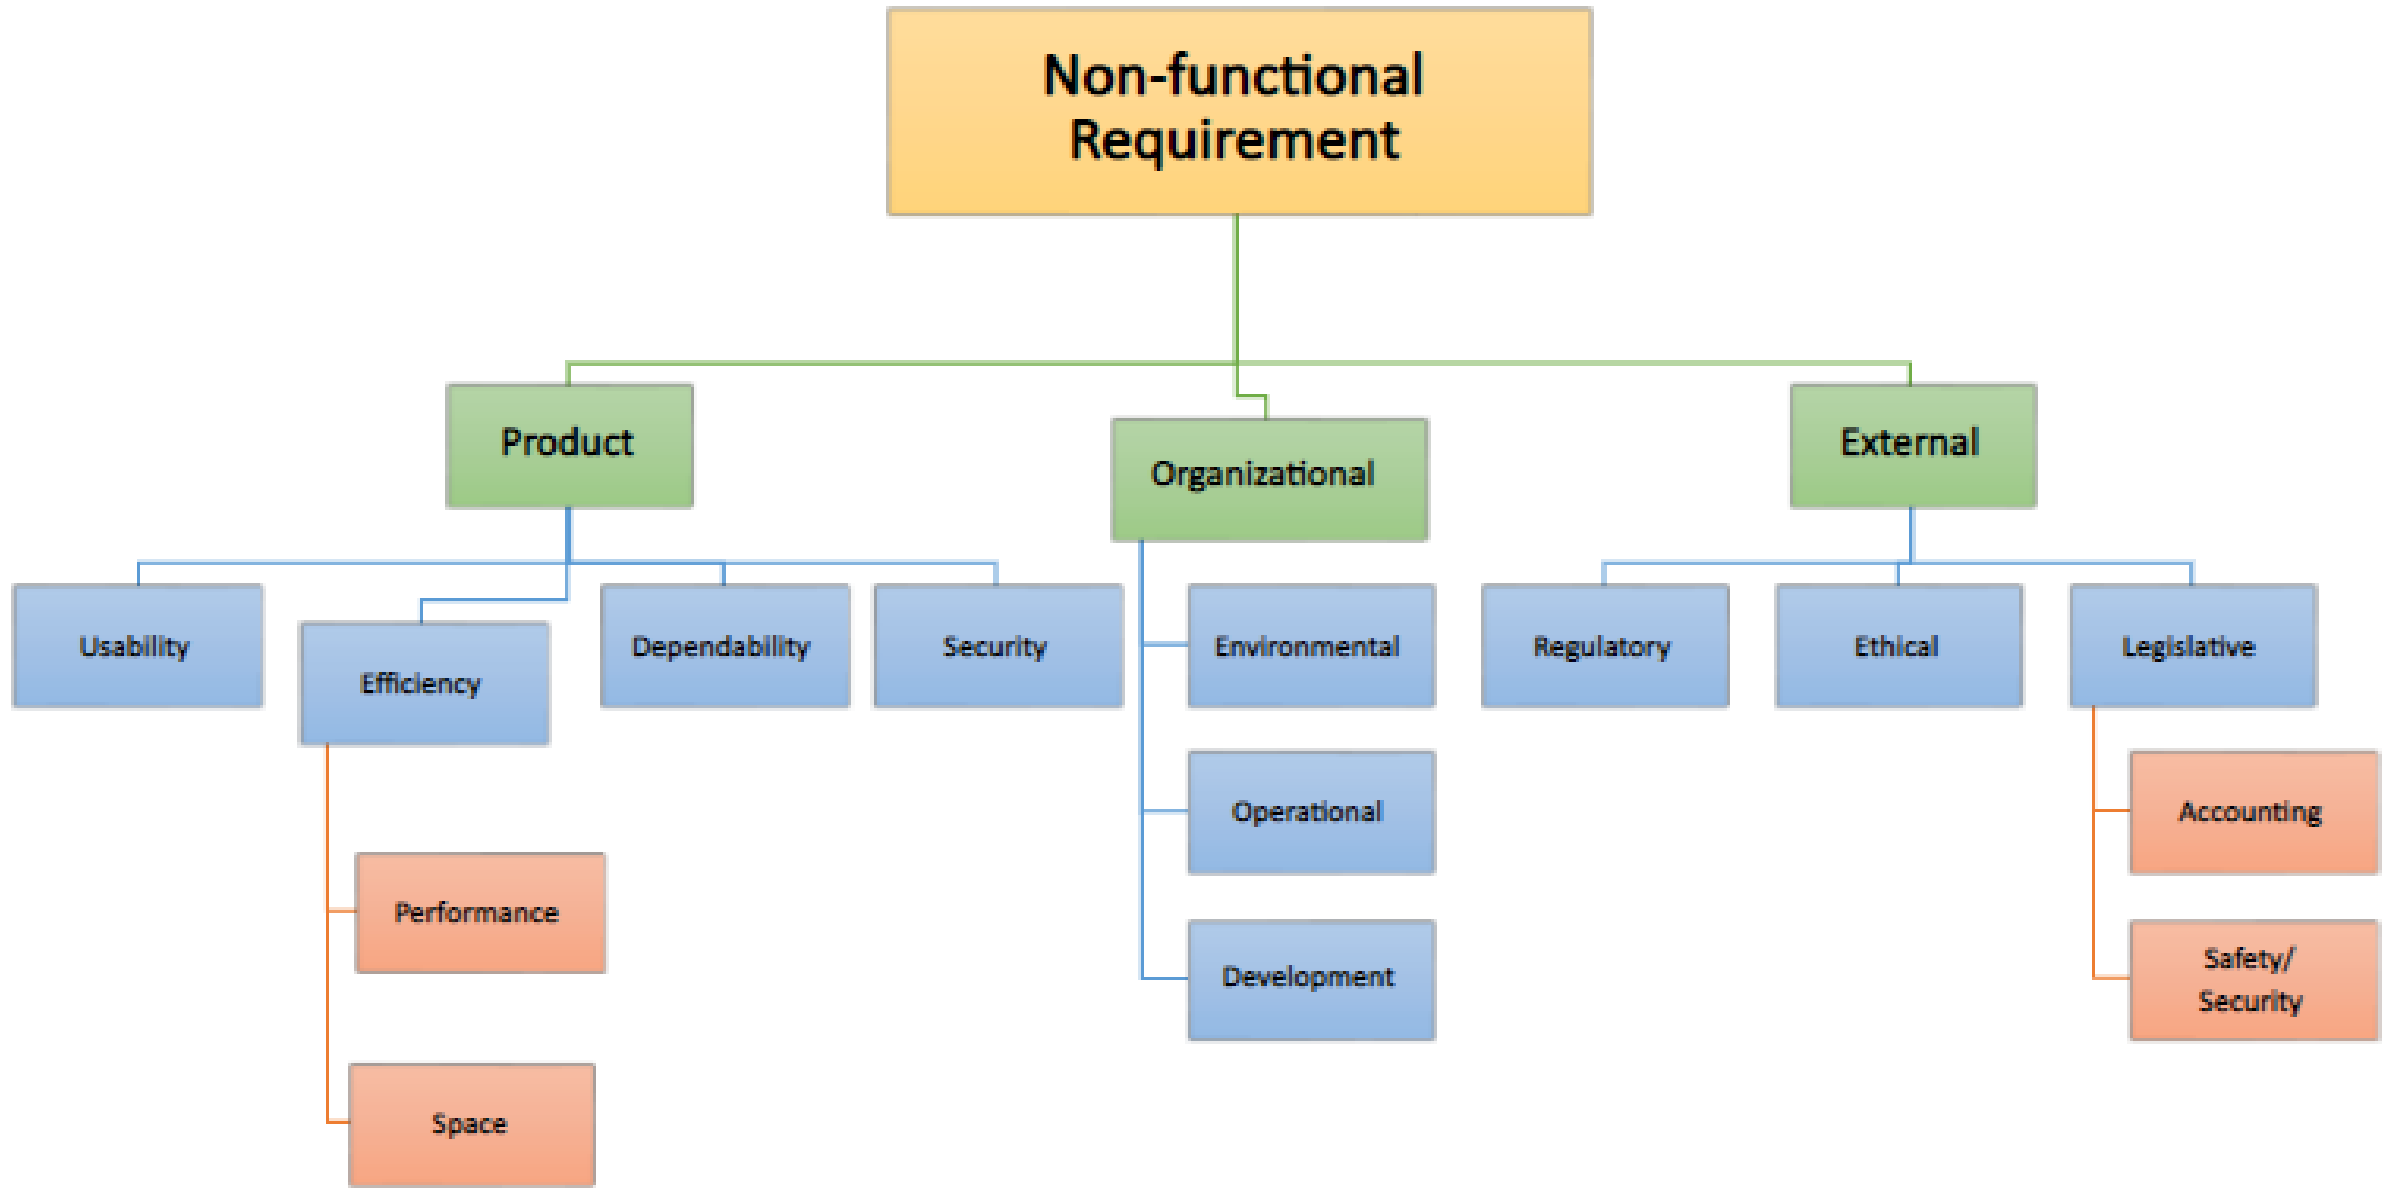 Non-functional
Requirement
Product
Organizational
External
Usability
Efficiency
Dependability
Security
Environmental
Regulatory
Ethical
Legislative
Operational
Accounting
Performance
Development
Safety/
Security
Space